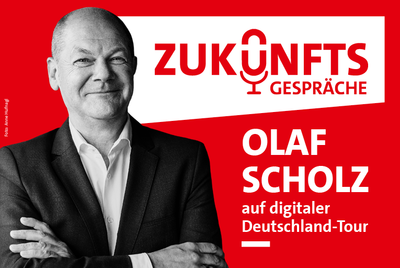 ZUKUNFTS
GESPRÄCHE
OLAF
SCHOLZ
auf digitaler
Deutschland-Tour